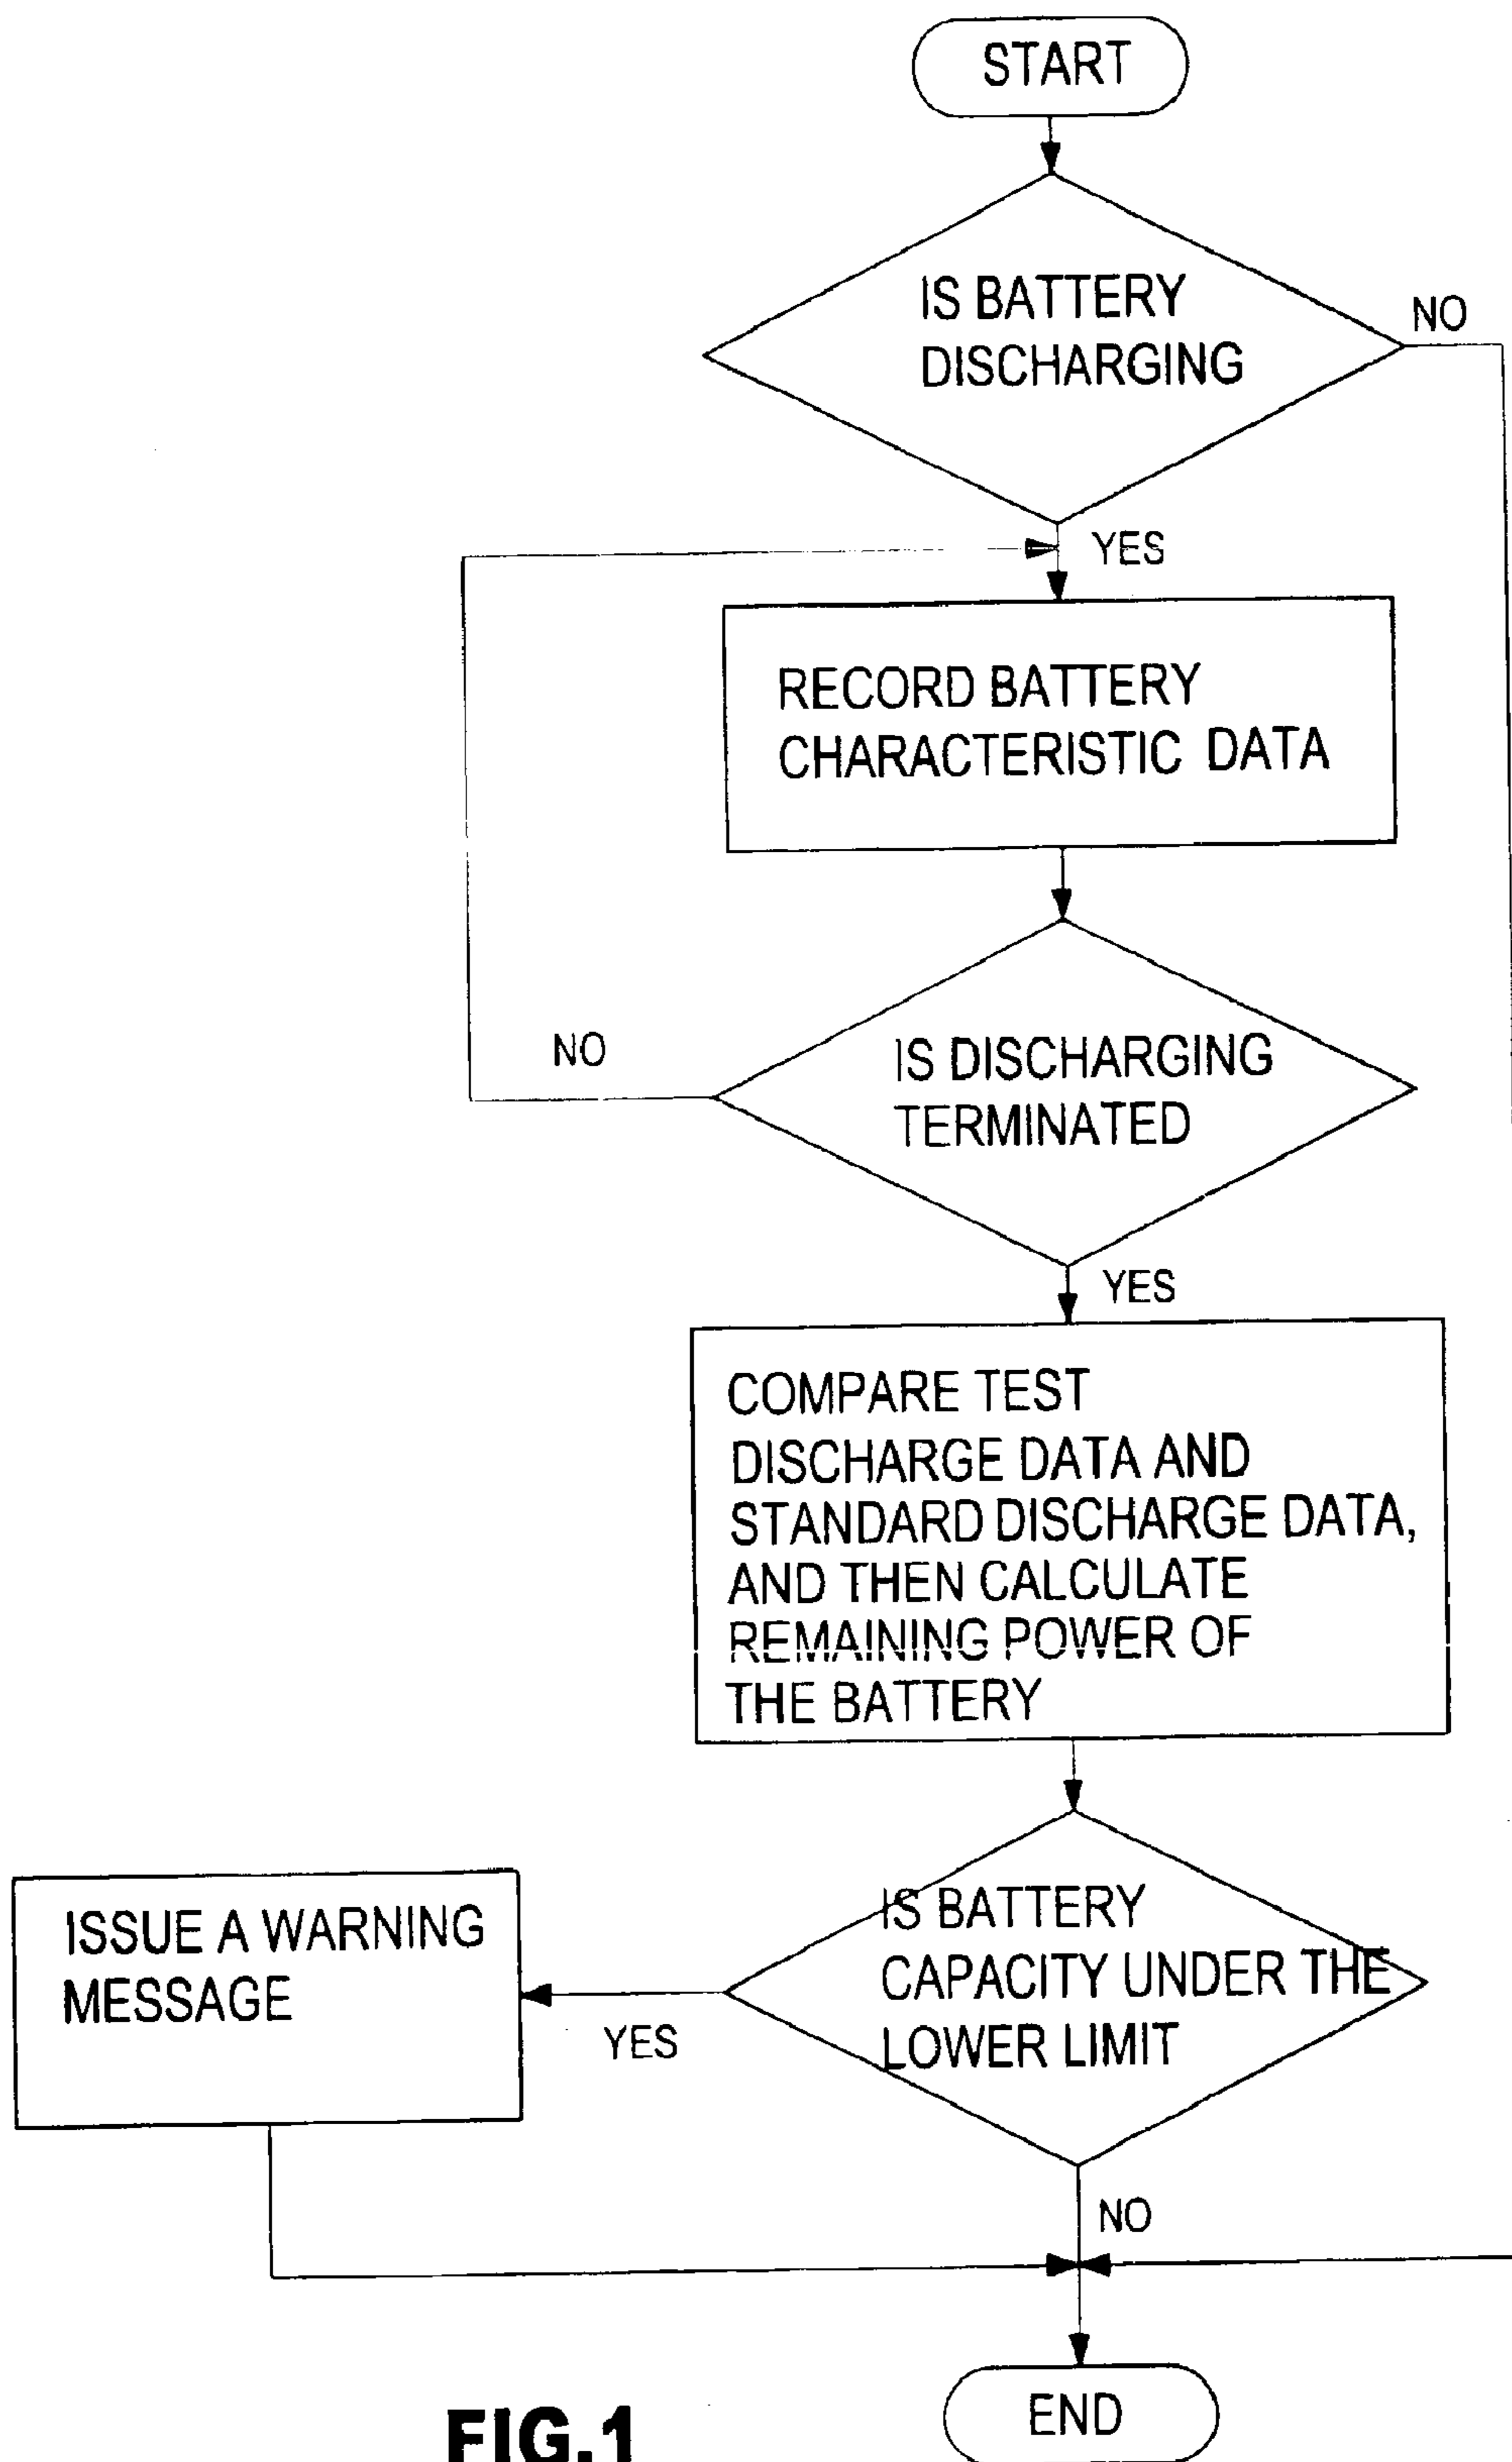 START
IS BATTERY
DISCHARGING
NO
YES
RECORD BATTERY
CHARACTERISTIC DATA
NO
IS DISCHARGING
TERMINATED
YES
COMPARE TEST
DISCHARGE DATA AND
STANDARD DISCHARGE DATA,
AND THEN CALCULATE
REMAINING POWER OF
THE BATTERY
IS BATTERY
CAPACITY UNDER THE
LOWER LIMIT
YES
ISSUE A WARNING
MESSAGE
NO
END
FIG.1